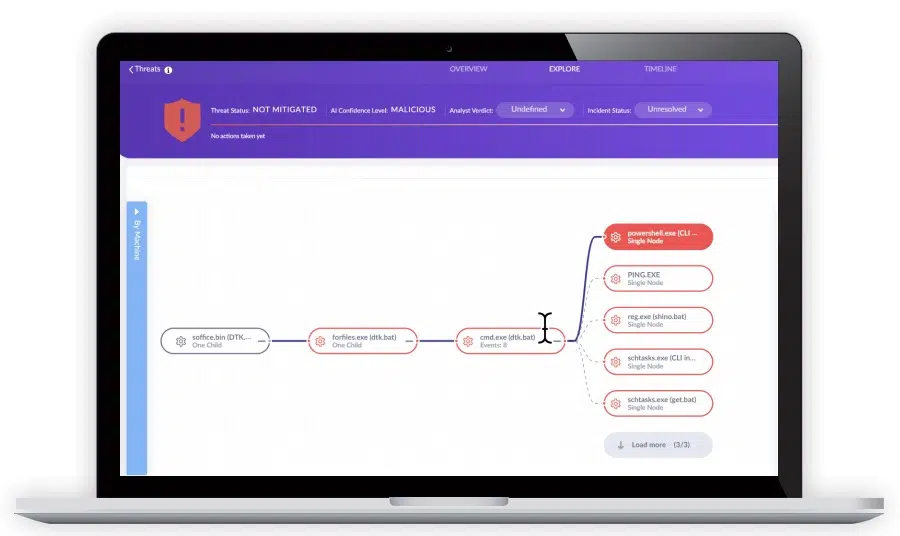 Threats
OVERVIEW
EXPLORE
TIMELINE
Threat Status: NOT MITIGATED
AI Confidence Level: MALICIOUS
Analyst Verdict: Undefined
Incident Status: Unresolved
No actions taken yet
By Machine
soffice.bin (DTK,...
One Child
forfiles.exe (dtk.bat)
One Child
cmd.exe (dtk.bat)
Events: 8
powershell.exe (CLI ...
Single Node
PING.EXE
Single Node
reg.exe (shino.bat)
Single Node
schtasks.exe (CLI in...
Single Node
schtasks.exe (get.bat)
Single Node
Load more (3/3)